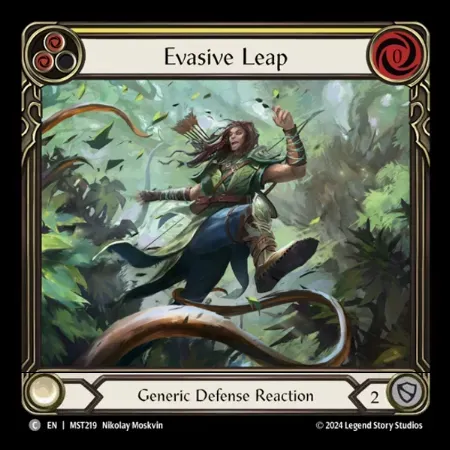 Evasive Leap
0
Generic Defense Reaction
2
C EN | MST219 Nikolay Moskvin
© 2024 Legend Story Studios